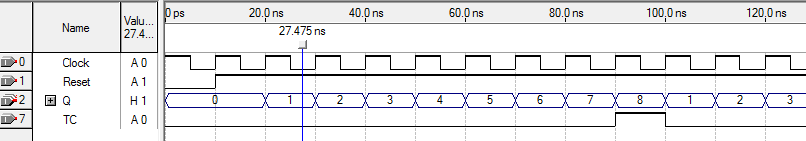 Name Valu... 27.4... 0 ps 20.0 ns 40.0 ns 60.0 ns 80.0 ns 100.0 ns 120.0 ns
27.475 ns
0 Clock A 0
1 Reset A 1
2 Q H 1 0 1 2 3 4 5 6 7 8 1 2 3
7 TC A 0